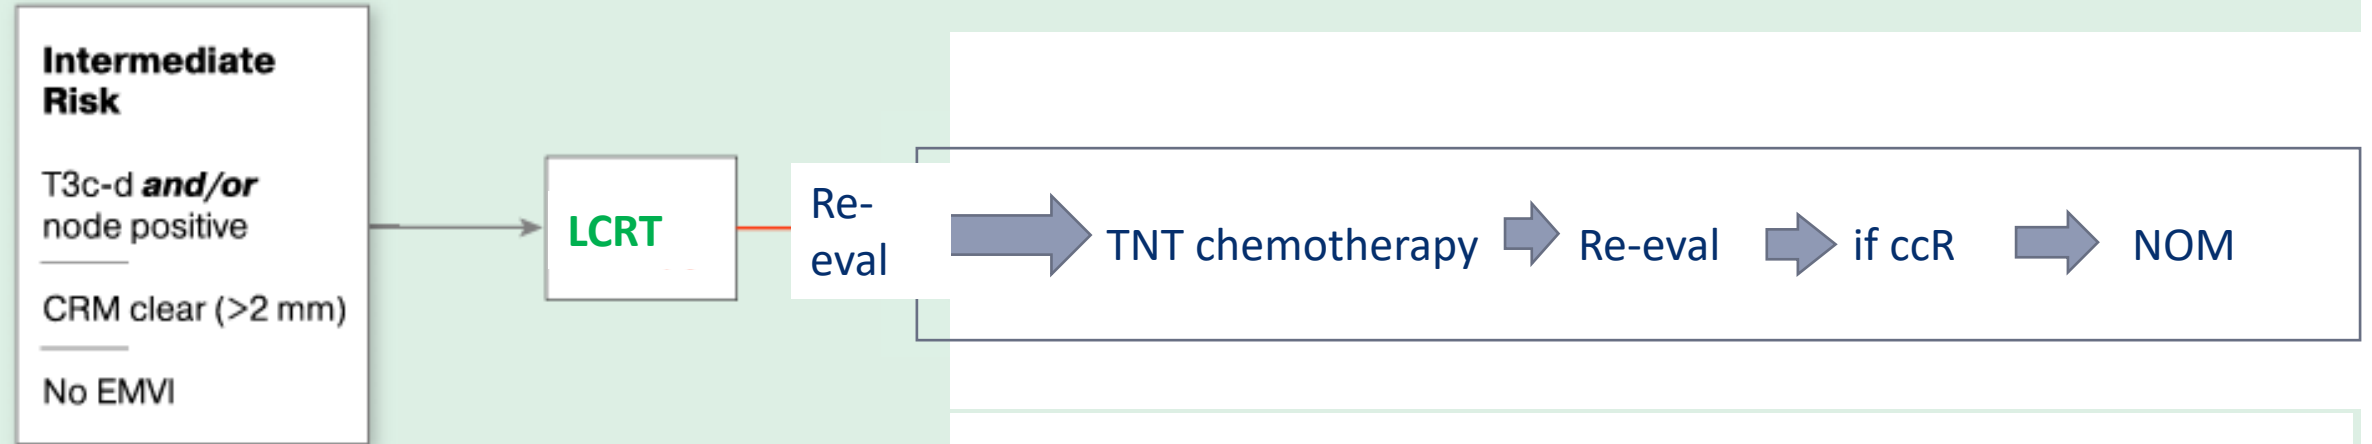 Intermediate
Risk
T3c-d and/or
node positive
CRM clear (>2 mm)
No EMVI
LCRT
Re-
eval
TNT chemotherapy
Re-eval
if ccR
NOM